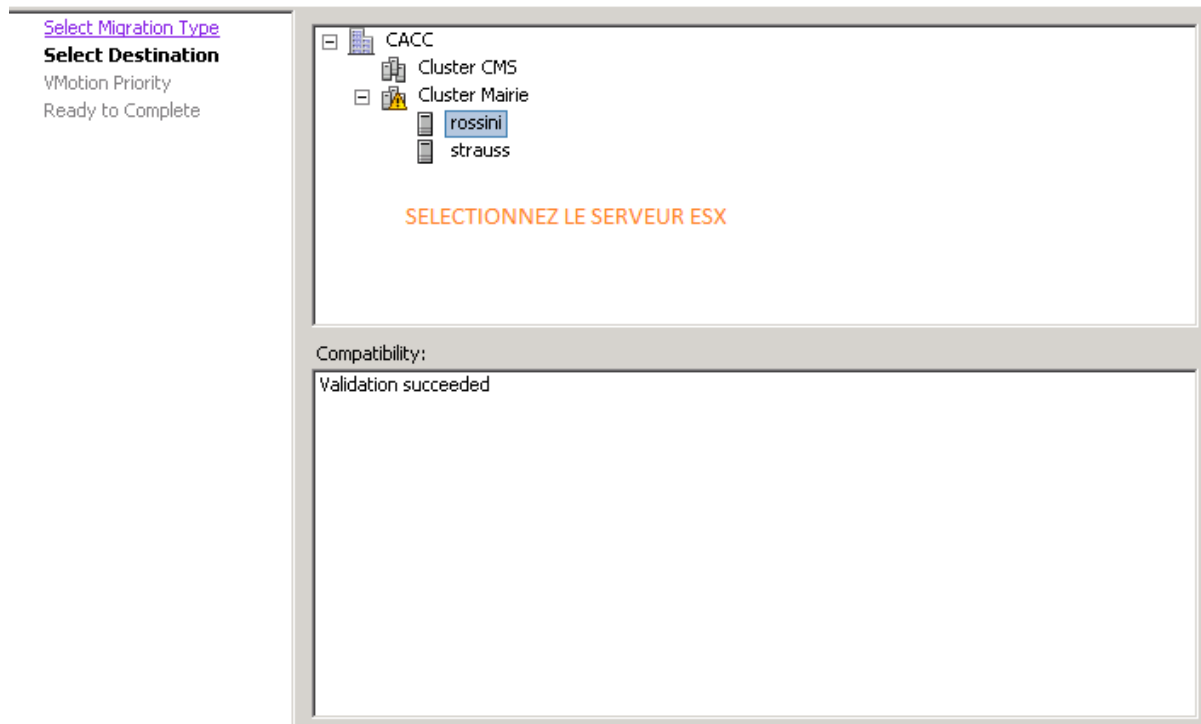 Select Migration Type
Select Destination
VMotion Priority
Ready to Complete
CACC
Cluster CMS
Cluster Mairie
rossini
strauss
SELECTIONNEZ LE SERVEUR ESX
Compatibility:
Validation succeeded